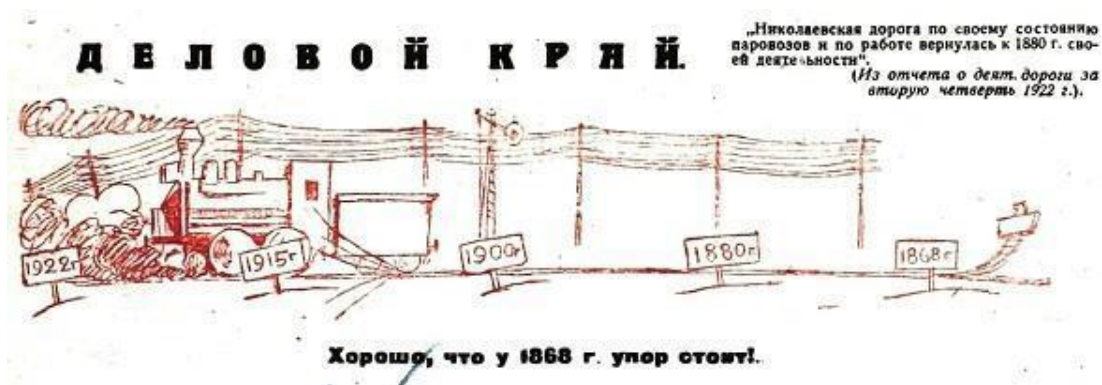 ДЕЛОВОЙ КРАЙ.
„Николаевская дорога по своему состоянию
паровозов и по работе вернулась к 1880 г. сво-
ей деятельности“.
(Из отчета о деят. дороги за
вторую четверть 1922 г.).
1922г
1915г
1900г
1880г.
1868г
Хорошо, что у 1868 г. упор стоит!.